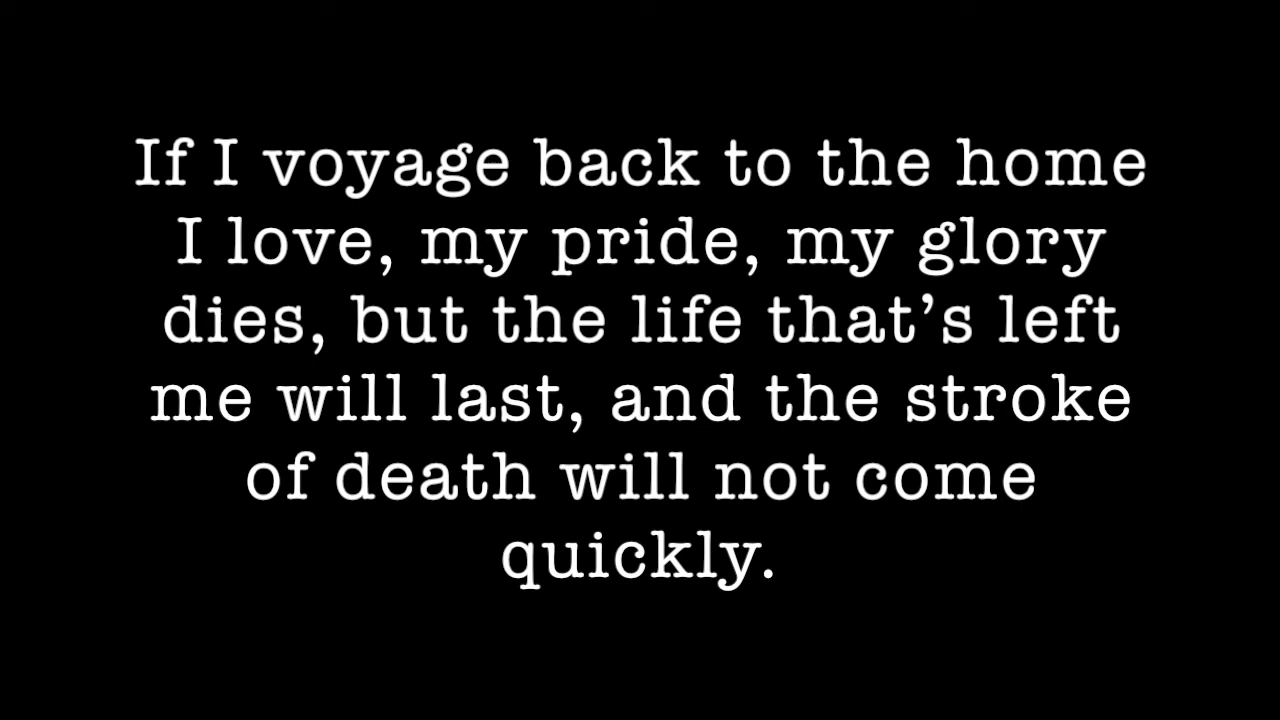 If I voyage back to the home
I love, my pride, my glory
dies, but the life that’s left
me will last, and the stroke
of death will not come
quickly.